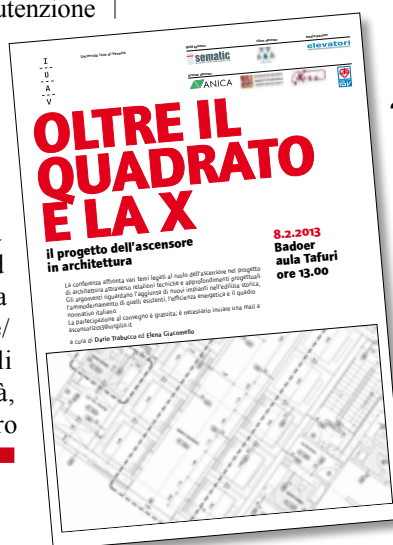 utenzione
I
U
A
V
Università Iuav di Venezia
sematic
elevatori
ANICA
IGV
OLTRE IL
QUADRATO
E LA X
il progetto dell'ascensore
in architettura
8.2.2013
Badoer
aula Tafuri
ore 13.00
La conferenza affronta vari temi legati al ruolo dell'ascensore nel progetto
di architettura attraverso relazioni tecniche e approfondimenti progettuali.
Gli argomenti riguardano l'aggiunta di nuovi impianti nell'edilizia storica,
l'ammodernamento di quelli esistenti, l'efficienza energetica e il quadro
normativo italiano.
La partecipazione al convegno è gratuita; è necessario inviare una mail a
ascensori2013@virgilio.it
a cura di Dario Trabucco ed Elena Giacomello
d
a
e/
li
à,
ro